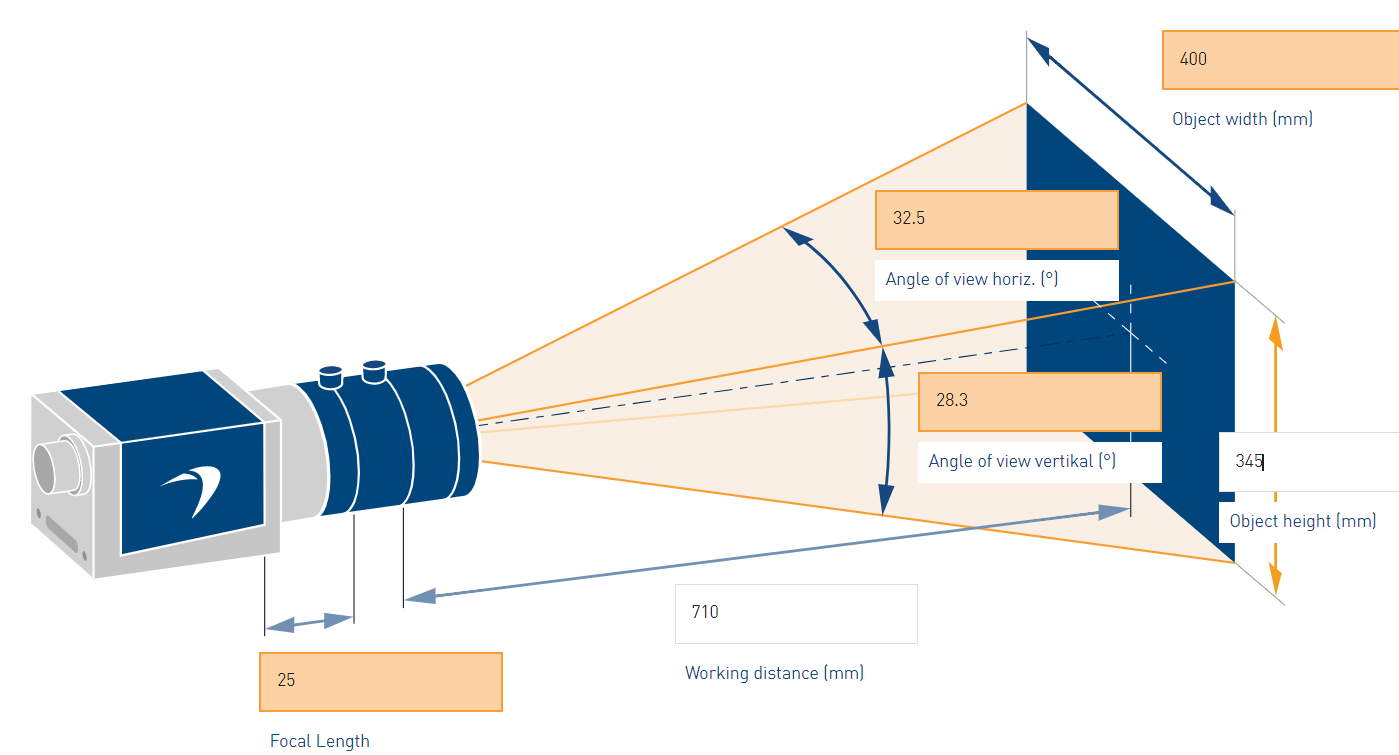 400
Object width (mm)
32.5
Angle of view horiz. (°)
28.3
Angle of view vertikal (°)
345
Object height (mm)
710
Working distance (mm)
25
Focal Length